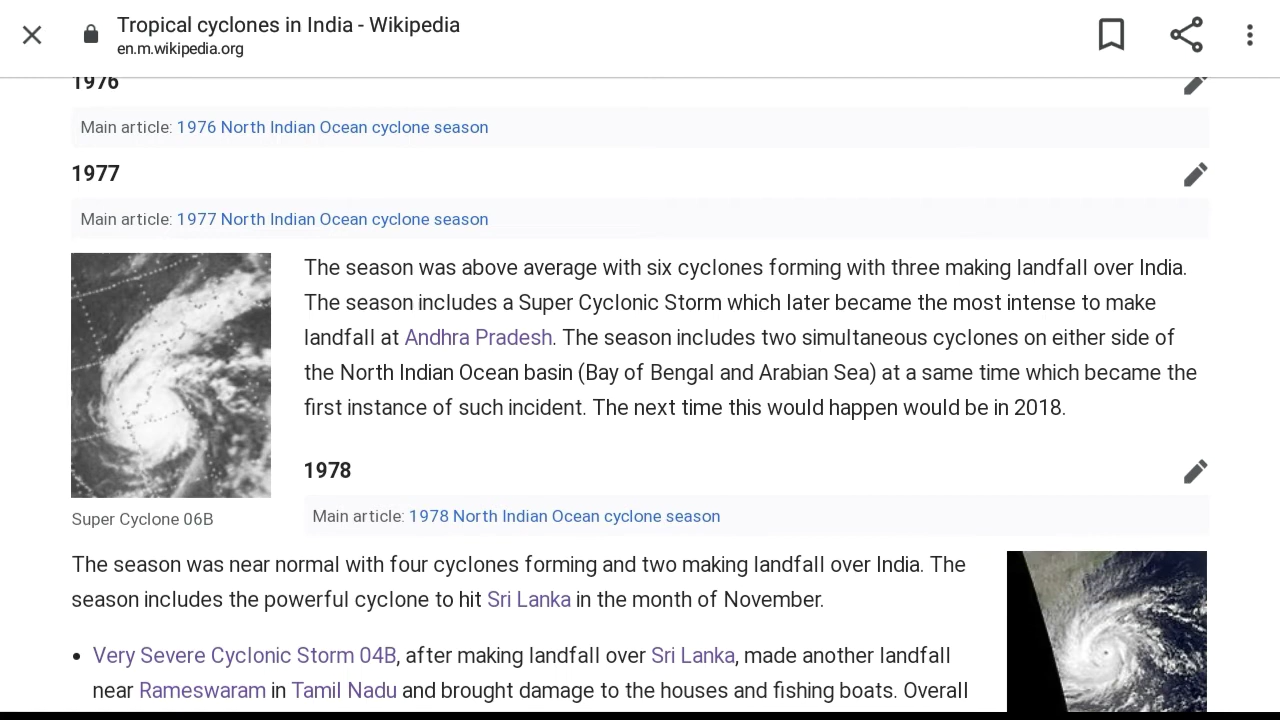 Tropical cyclones in India - Wikipedia
en.m.wikipedia.org
1976
Main article: 1976 North Indian Ocean cyclone season
1977
Main article: 1977 North Indian Ocean cyclone season
The season was above average with six cyclones forming with three making landfall over India.
The season includes a Super Cyclonic Storm which later became the most intense to make
landfall at Andhra Pradesh. The season includes two simultaneous cyclones on either side of
the North Indian Ocean basin (Bay of Bengal and Arabian Sea) at a same time which became the
first instance of such incident. The next time this would happen would be in 2018.
Super Cyclone 06B
1978
Main article: 1978 North Indian Ocean cyclone season
The season was near normal with four cyclones forming and two making landfall over India. The
season includes the powerful cyclone to hit Sri Lanka in the month of November.
• Very Severe Cyclonic Storm 04B, after making landfall over Sri Lanka, made another landfall
near Rameswaram in Tamil Nadu and brought damage to the houses and fishing boats. Overall